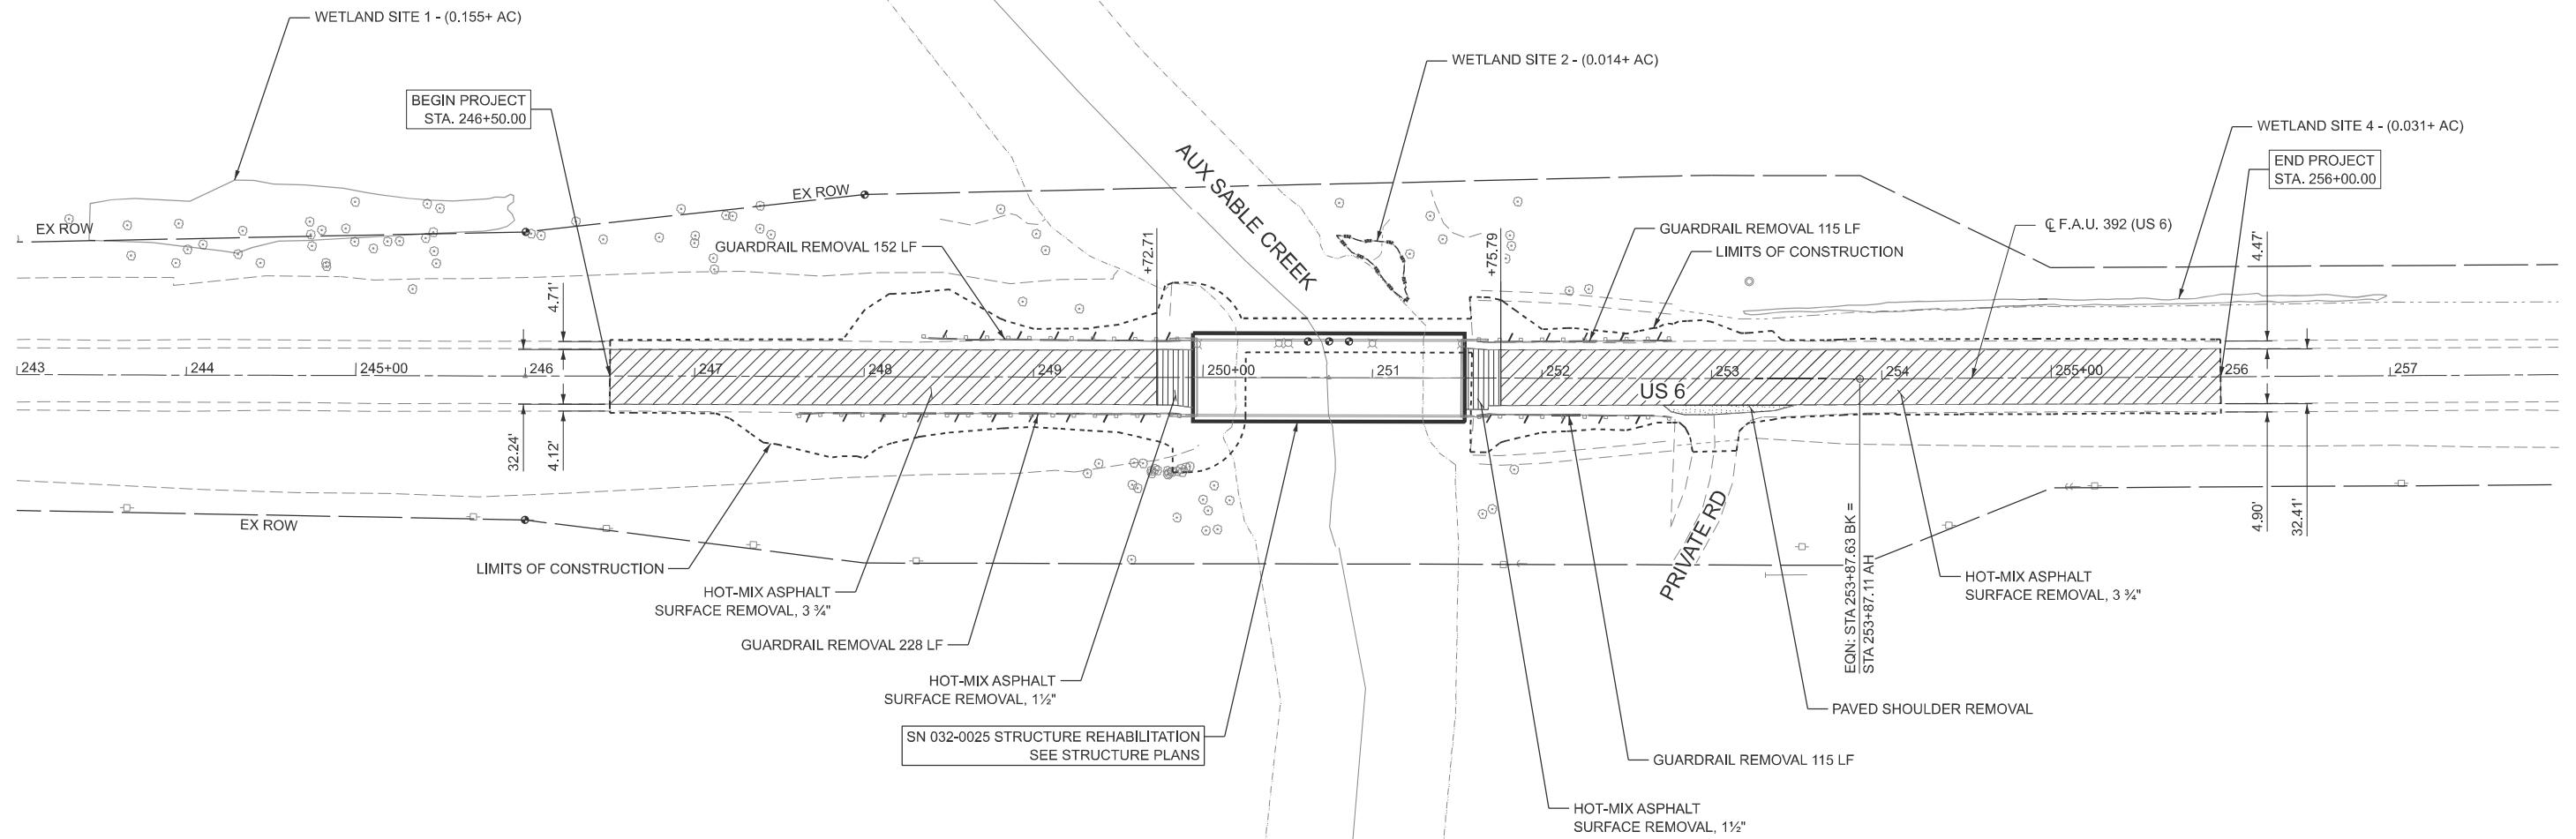 WETLAND SITE 1 - (0.155+ AC)
WETLAND SITE 2 - (0.014+ AC)
BEGIN PROJECT
STA. 246+50.00
WETLAND SITE 4 - (0.031+ AC)
END PROJECT
STA. 256+00.00
AUX SABLE CREEK
EX ROW
EX ROW
GUARDRAIL REMOVAL 152 LF
+72.71
+75.79
GUARDRAIL REMOVAL 115 LF
LIMITS OF CONSTRUCTION
℄ F.A.U. 392 (US 6)
4.47'
4.71'
243
244
245+00
246
247
248
249
250+00
251
252
253
254
255+00
256
257
US 6
32.24'
4.12'
4.90'
32.41'
EX ROW
PRIVATE RD
EQN: STA 253+87.63 BK =
STA 253+87.11 AH
LIMITS OF CONSTRUCTION
HOT-MIX ASPHALT
SURFACE REMOVAL, 3 ¾"
HOT-MIX ASPHALT
SURFACE REMOVAL, 3 ¾"
GUARDRAIL REMOVAL 228 LF
HOT-MIX ASPHALT
SURFACE REMOVAL, 1½"
PAVED SHOULDER REMOVAL
SN 032-0025 STRUCTURE REHABILITATION
SEE STRUCTURE PLANS
GUARDRAIL REMOVAL 115 LF
HOT-MIX ASPHALT
SURFACE REMOVAL, 1½"